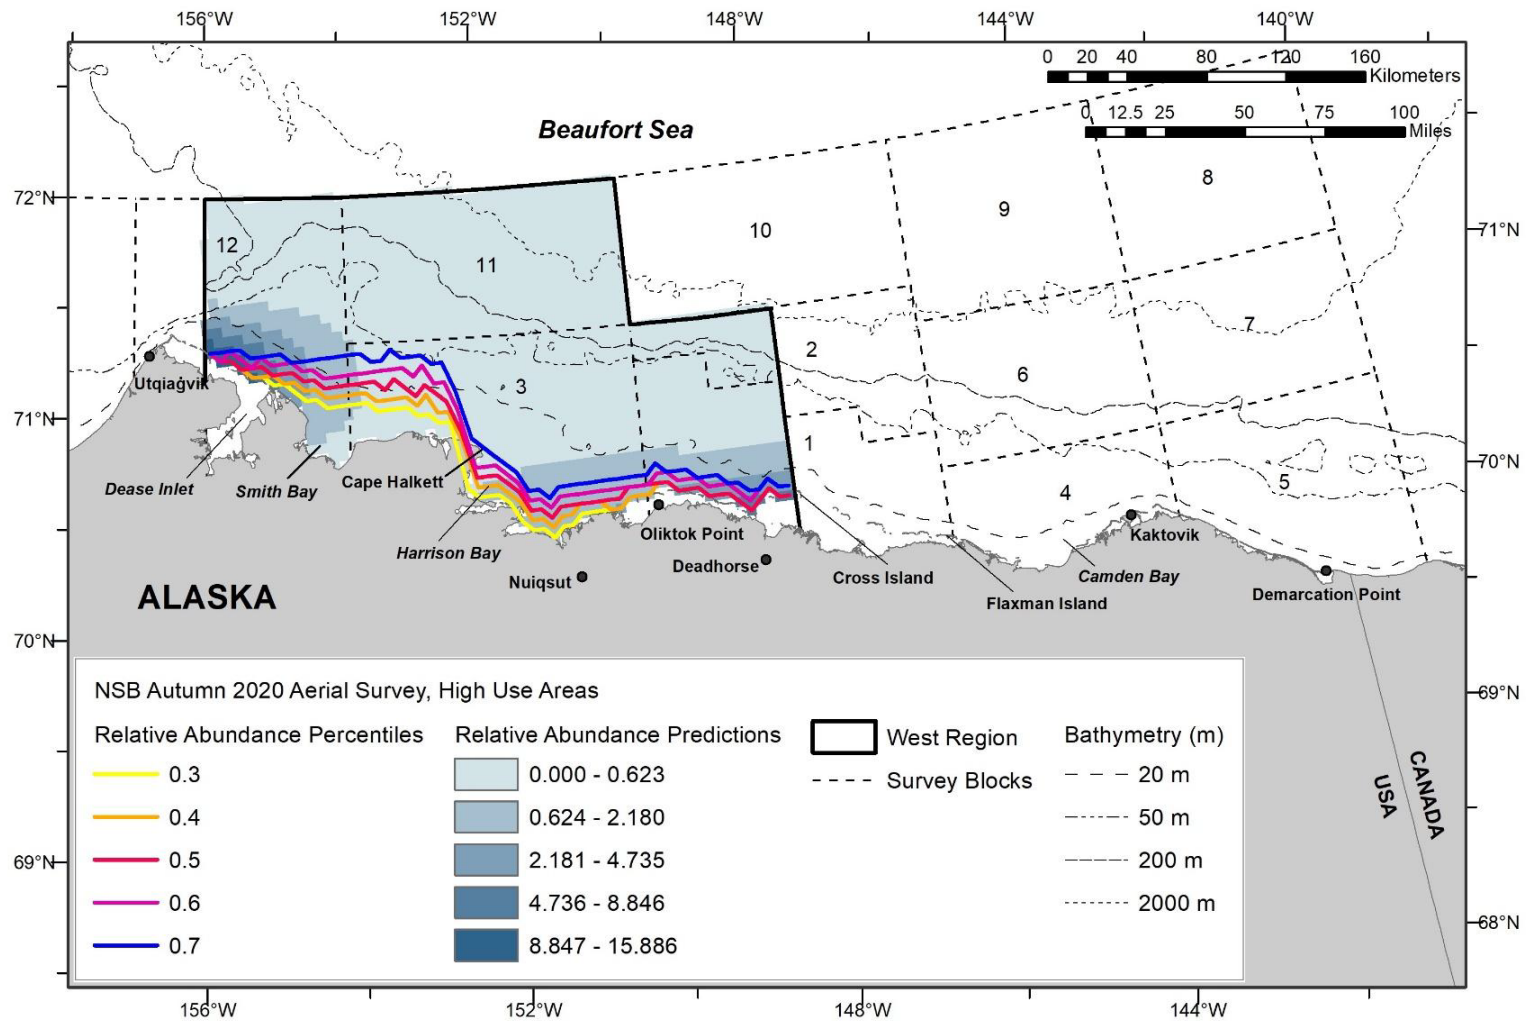 156°W 152°W 148°W 144°W 140°W
0 20 40 80 120 160
Kilometers
0 12.5 25 50 75 100
Miles
Beaufort Sea
72°N
71°N
71°N
70°N
70°N
69°N
69°N
68°N
8
9
10
12
11
7
2
6
3
1
5
4
Utqiaġvik
Dease Inlet
Smith Bay
Cape Halkett
Harrison Bay
Oliktok Point
Nuiqsut
Deadhorse
Cross Island
Flaxman Island
Camden Bay
Kaktovik
Demarcation Point
ALASKA
CANADA
USA
NSB Autumn 2020 Aerial Survey, High Use Areas
Relative Abundance Percentiles
0.3
0.4
0.5
0.6
0.7
Relative Abundance Predictions
0.000 - 0.623
0.624 - 2.180
2.181 - 4.735
4.736 - 8.846
8.847 - 15.886
West Region
Survey Blocks
Bathymetry (m)
20 m
50 m
200 m
2000 m
156°W 152°W 148°W 144°W